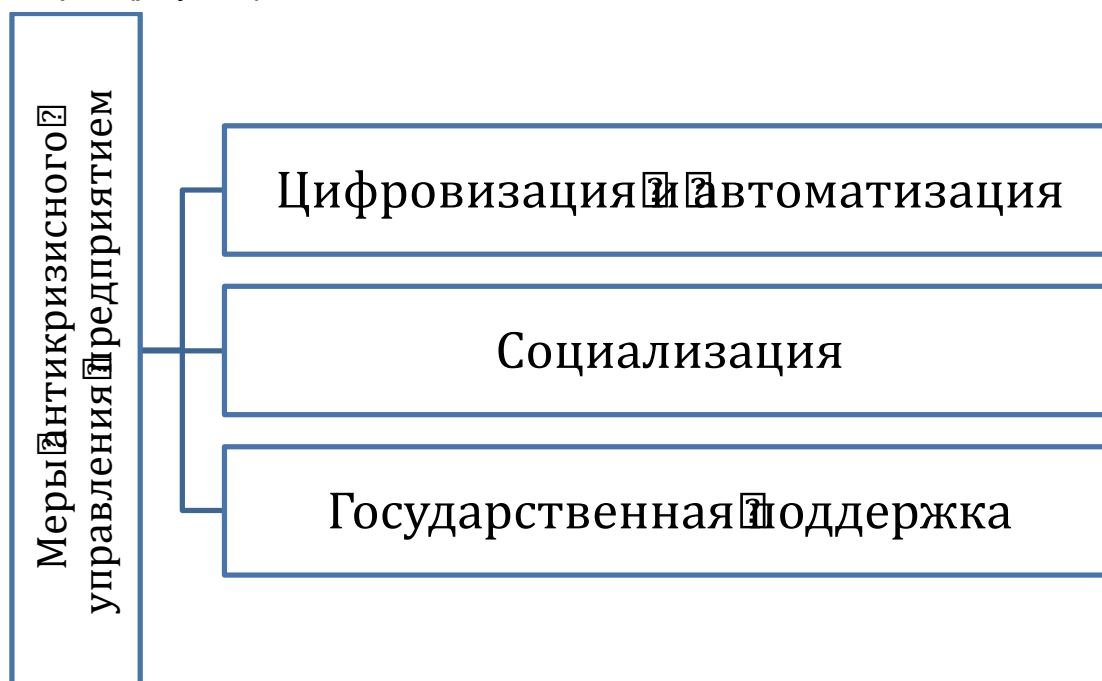 Меры антикризисного
управления предприятием
Цифровизация и автоматизация
Социализация
Государственная поддержка